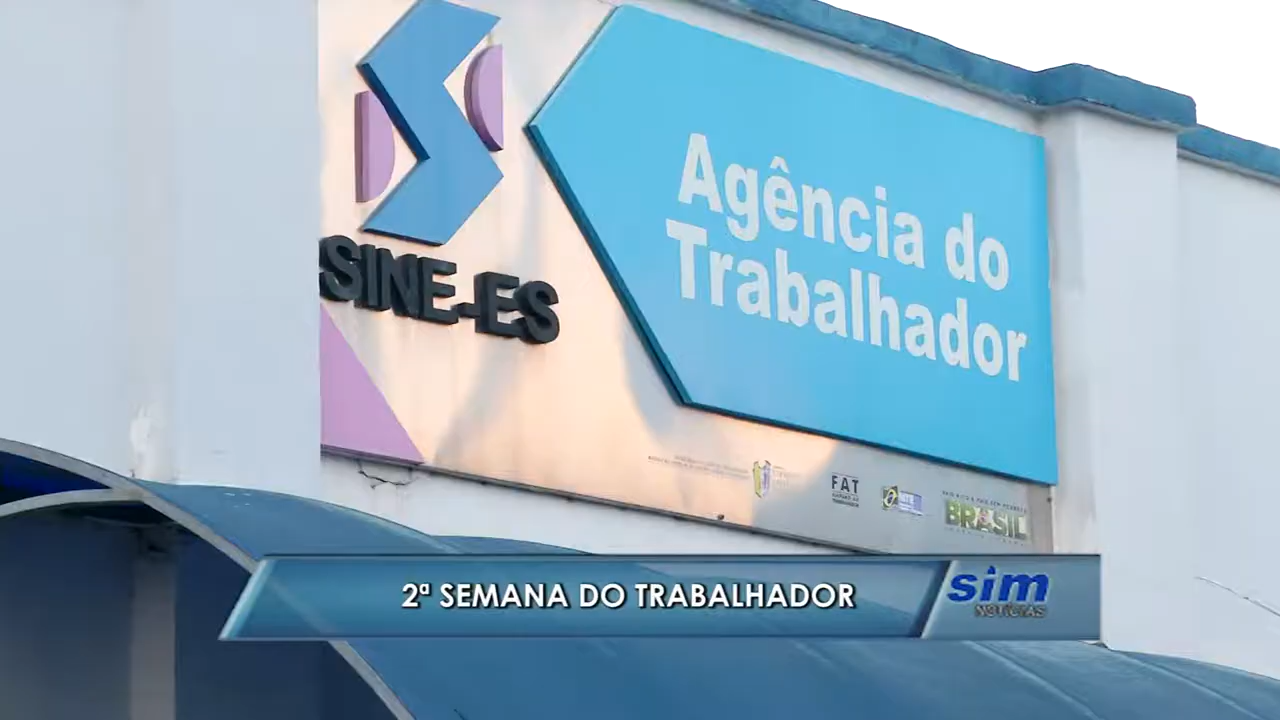 Agência do
Trabalhador
SINE-ES
FAT
BRASIL
2ª SEMANA DO TRABALHADOR
sim
NOTÍCIAS